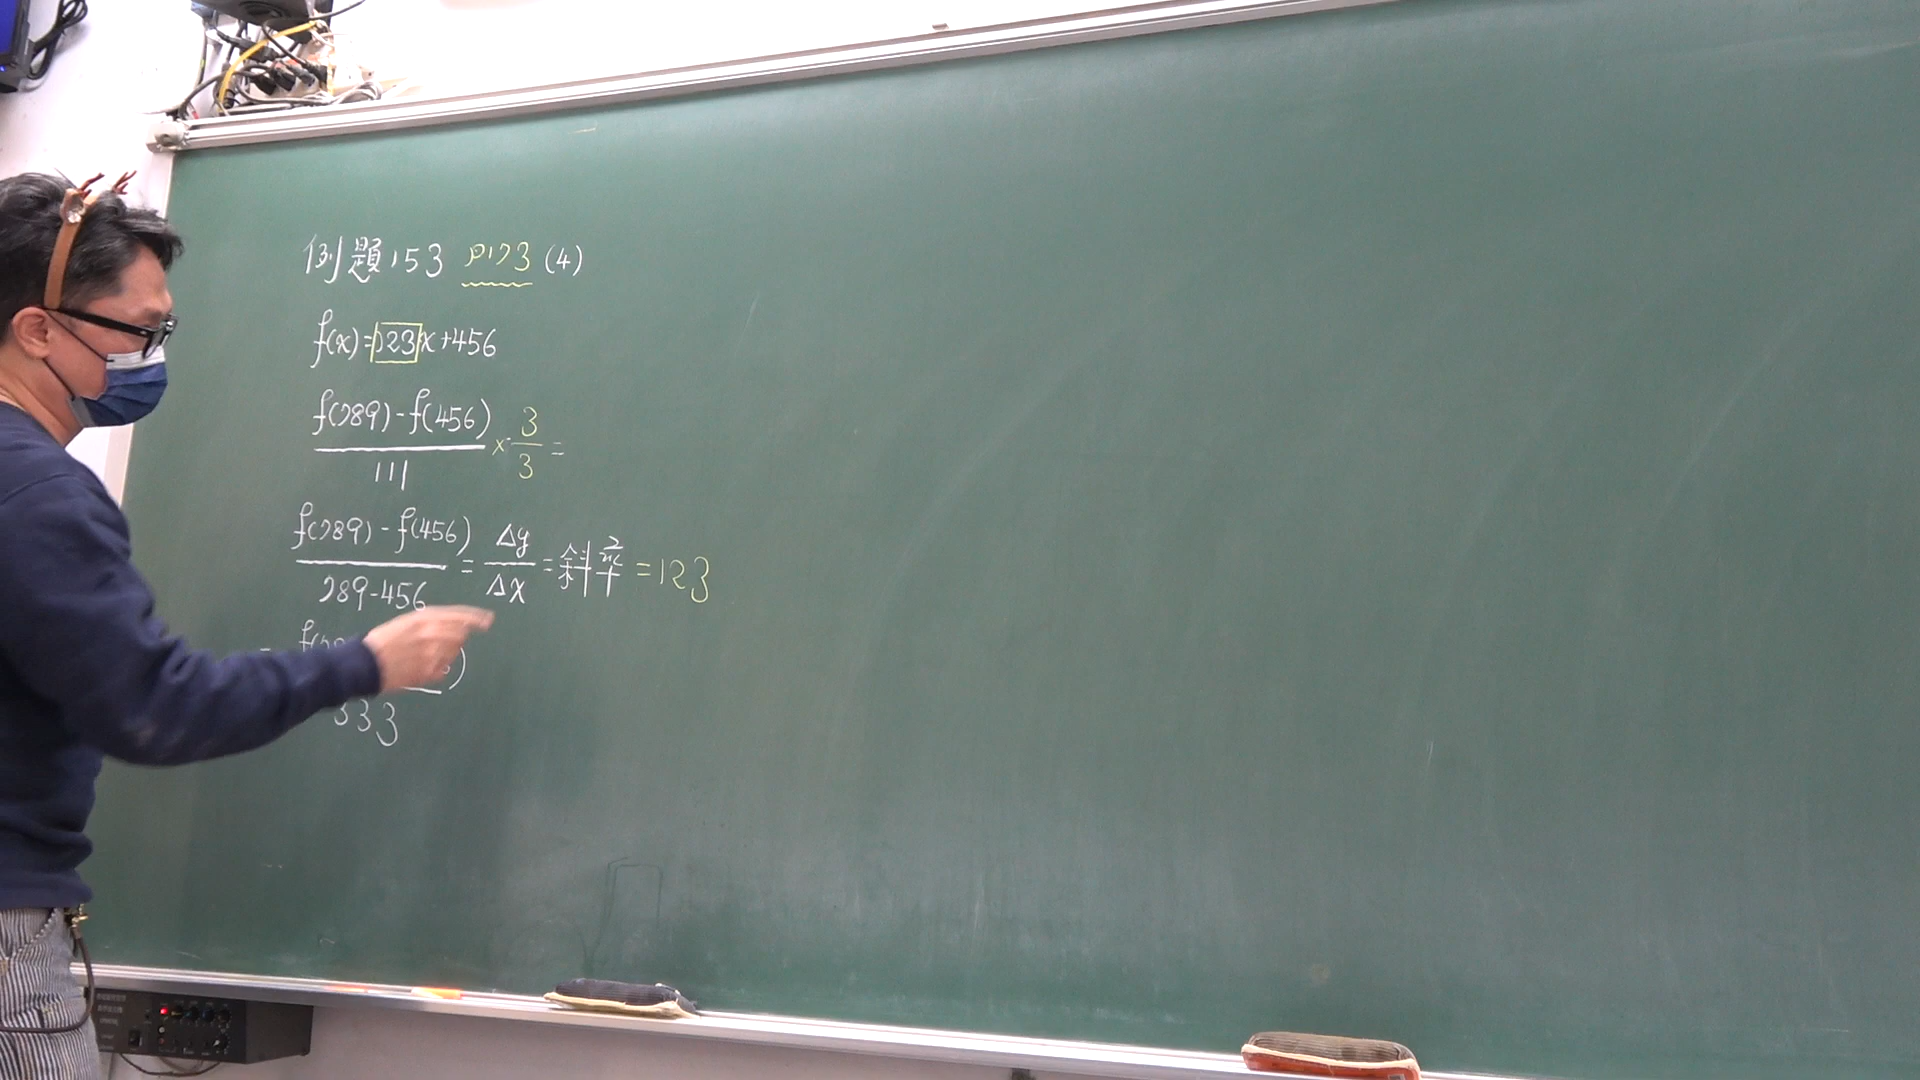 例題153 P173 (4)
f(x)=123x+456
f(789)-f(456)
111
× 3/3 =
f(789)-f(456)
789-456
= Δy/Δx = 斜率 = 123
=
333